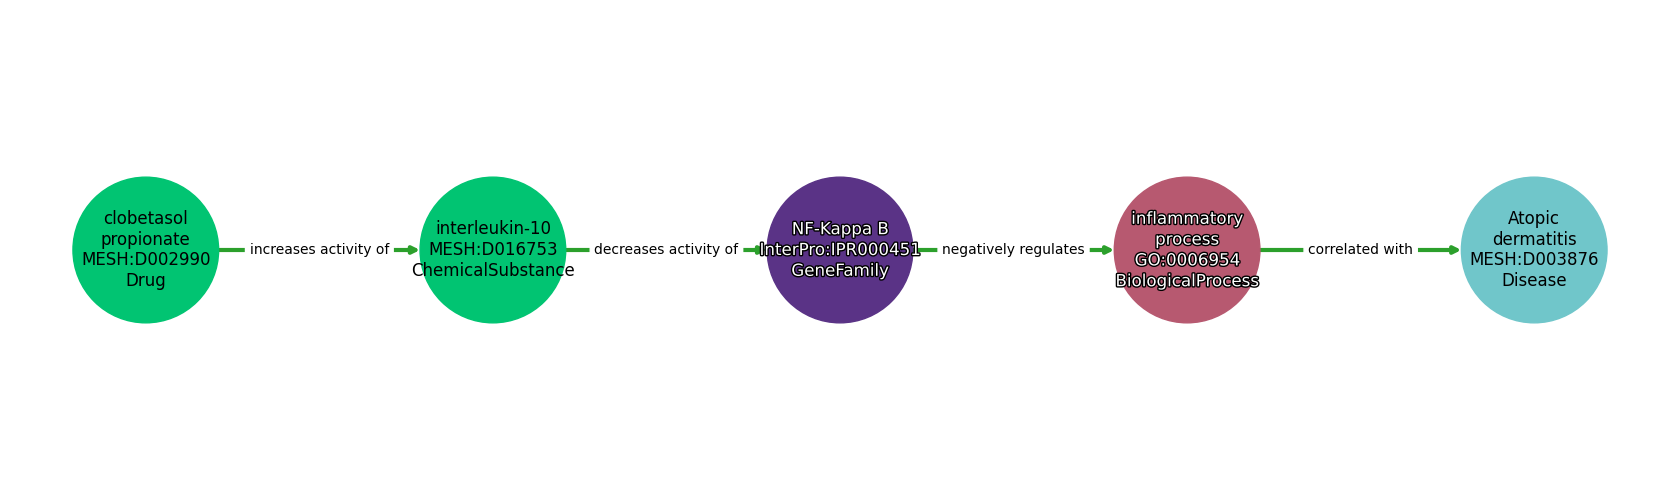 clobetasol
propionate
MESH:D002990
Drug
increases activity of
interleukin-10
MESH:D016753
ChemicalSubstance
decreases activity of
NF-Kappa B
InterPro:IPR000451
GeneFamily
negatively regulates
inflammatory
process
GO:0006954
BiologicalProcess
correlated with
Atopic
dermatitis
MESH:D003876
Disease